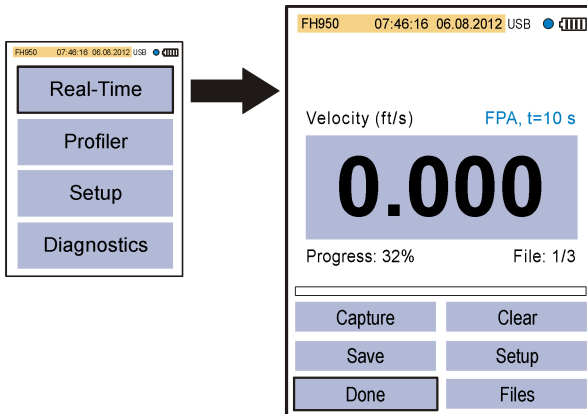 FH950 07:46:16 06.08.2012 USB
Real-Time
Profiler
Setup
Diagnostics
FH950 07:46:16 06.08.2012 USB
Velocity (ft/s) FPA, t=10 s
0.000
Progress: 32% File: 1/3
Capture Clear
Save Setup
Done Files